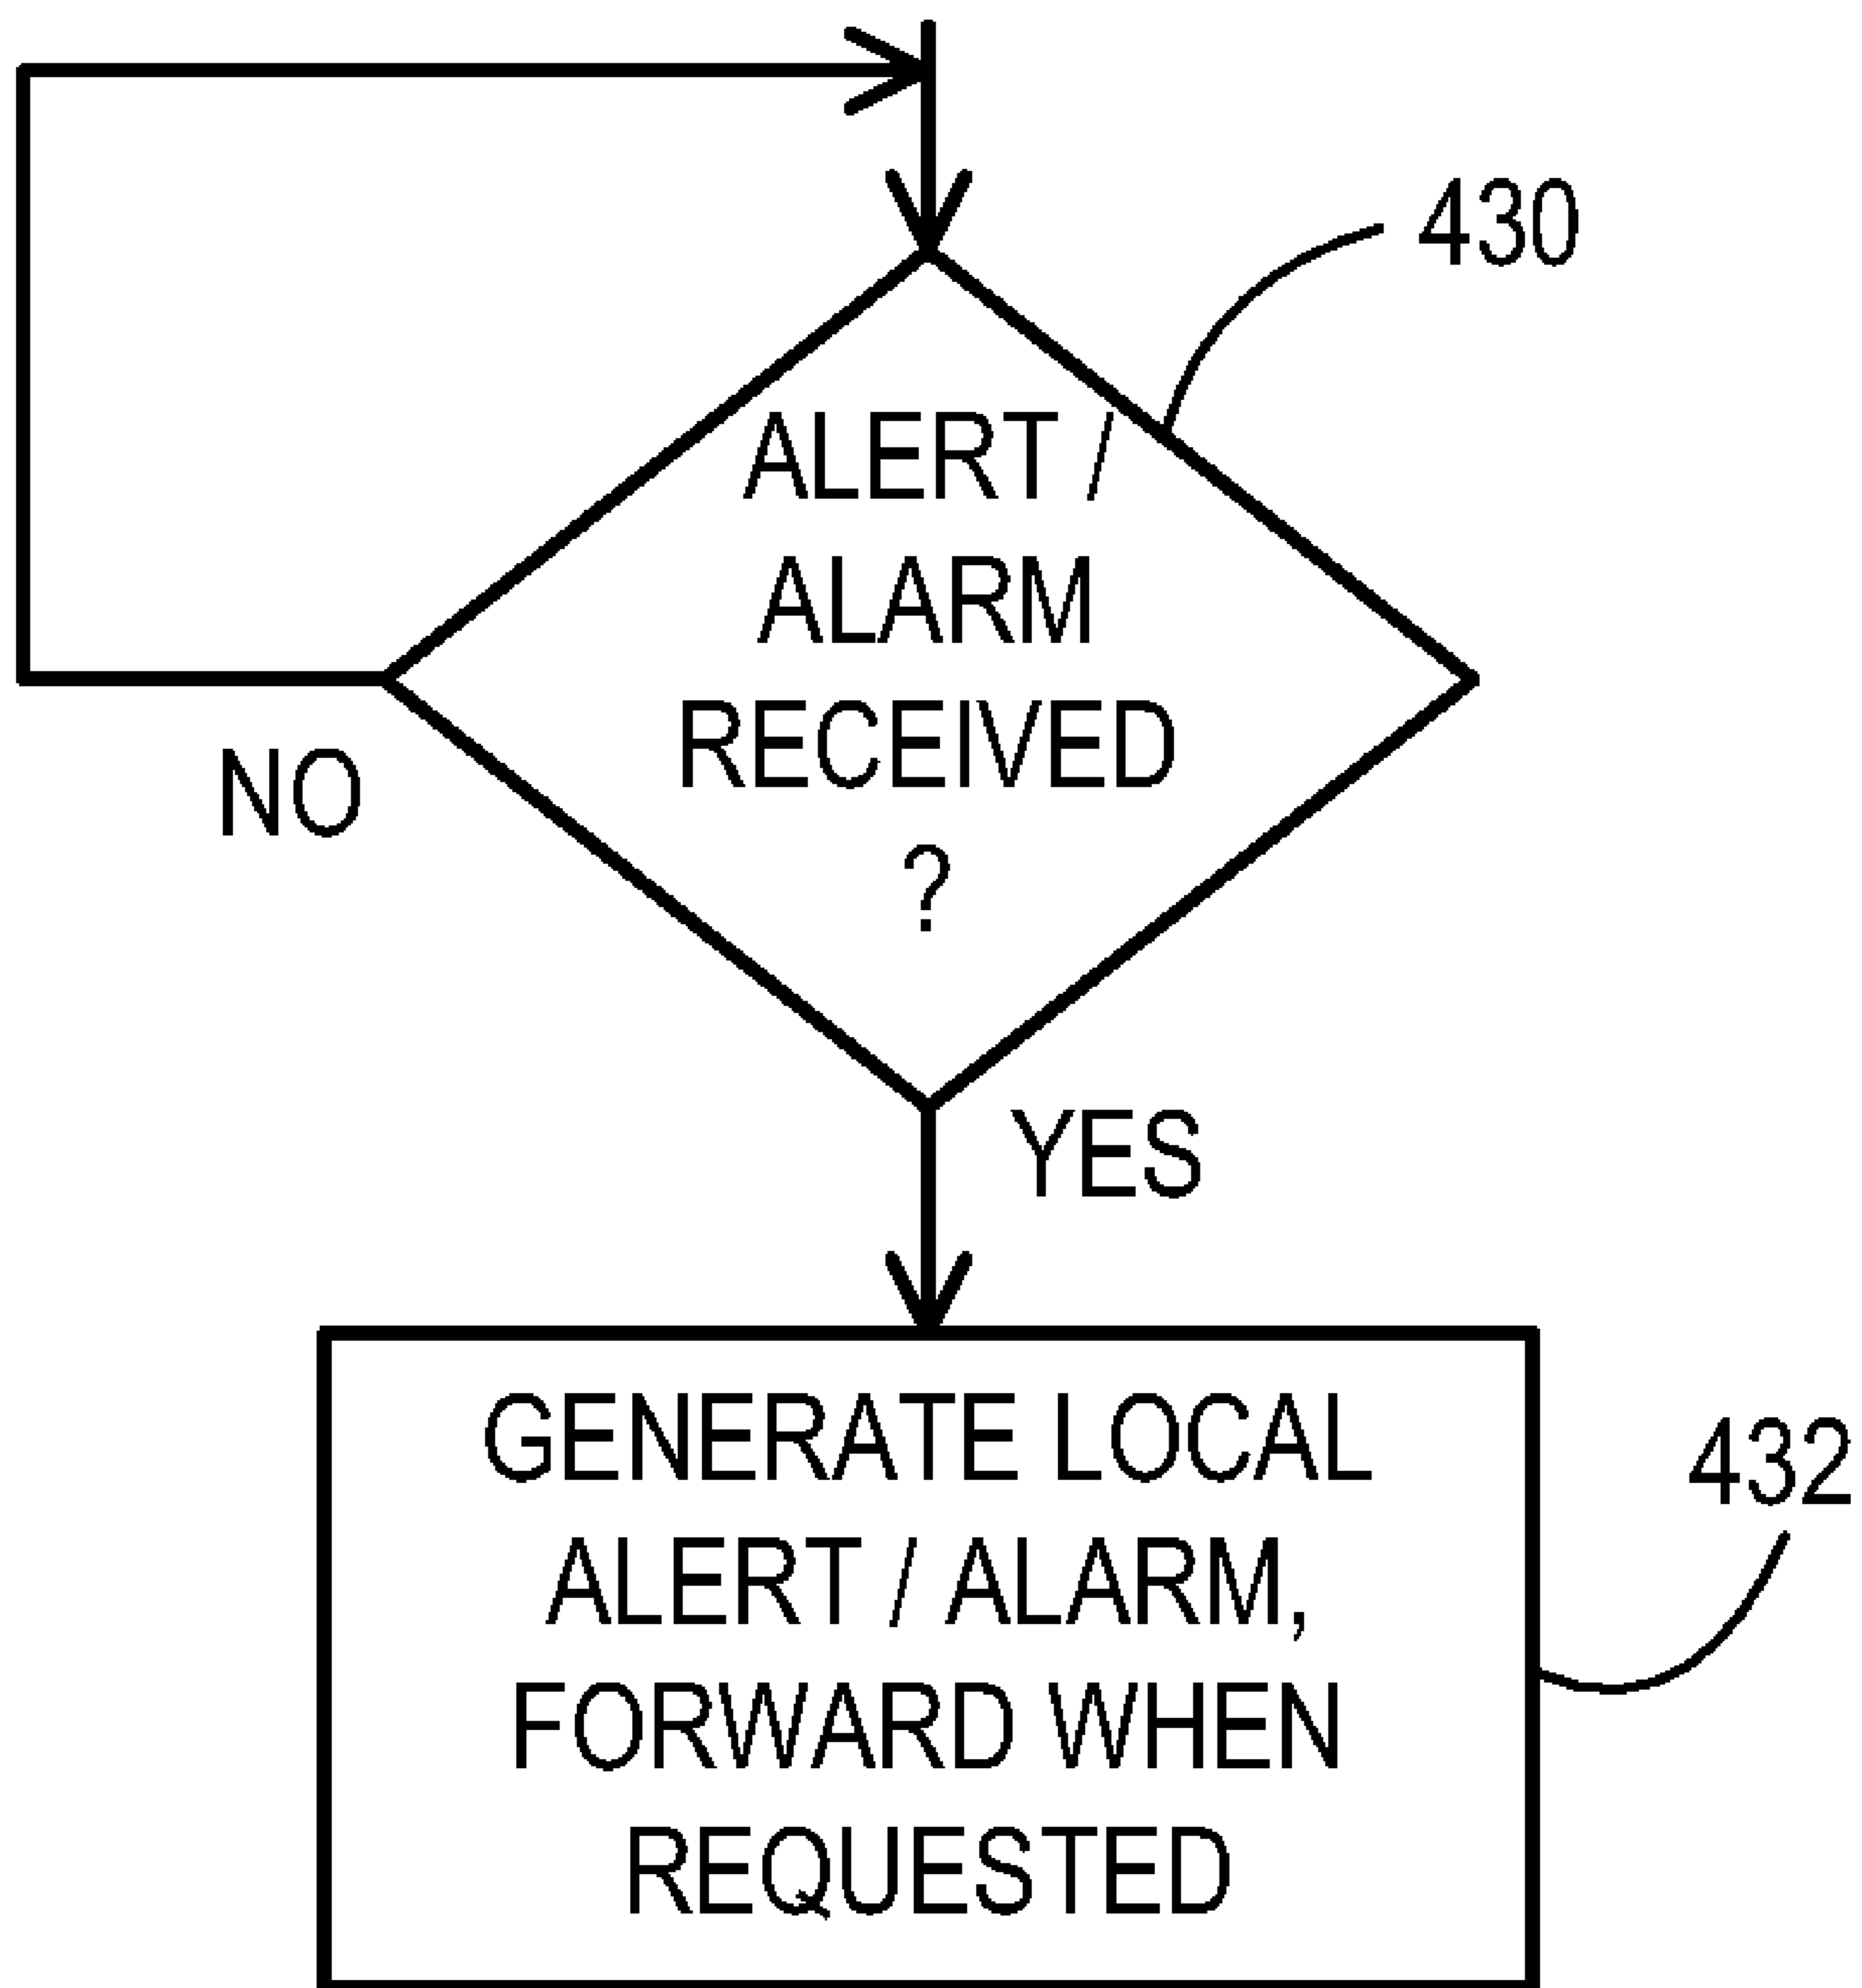 430
ALERT /
ALARM
RECEIVED
?
NO
YES
GENERATE LOCAL
ALERT / ALARM,
FORWARD WHEN
REQUESTED
432